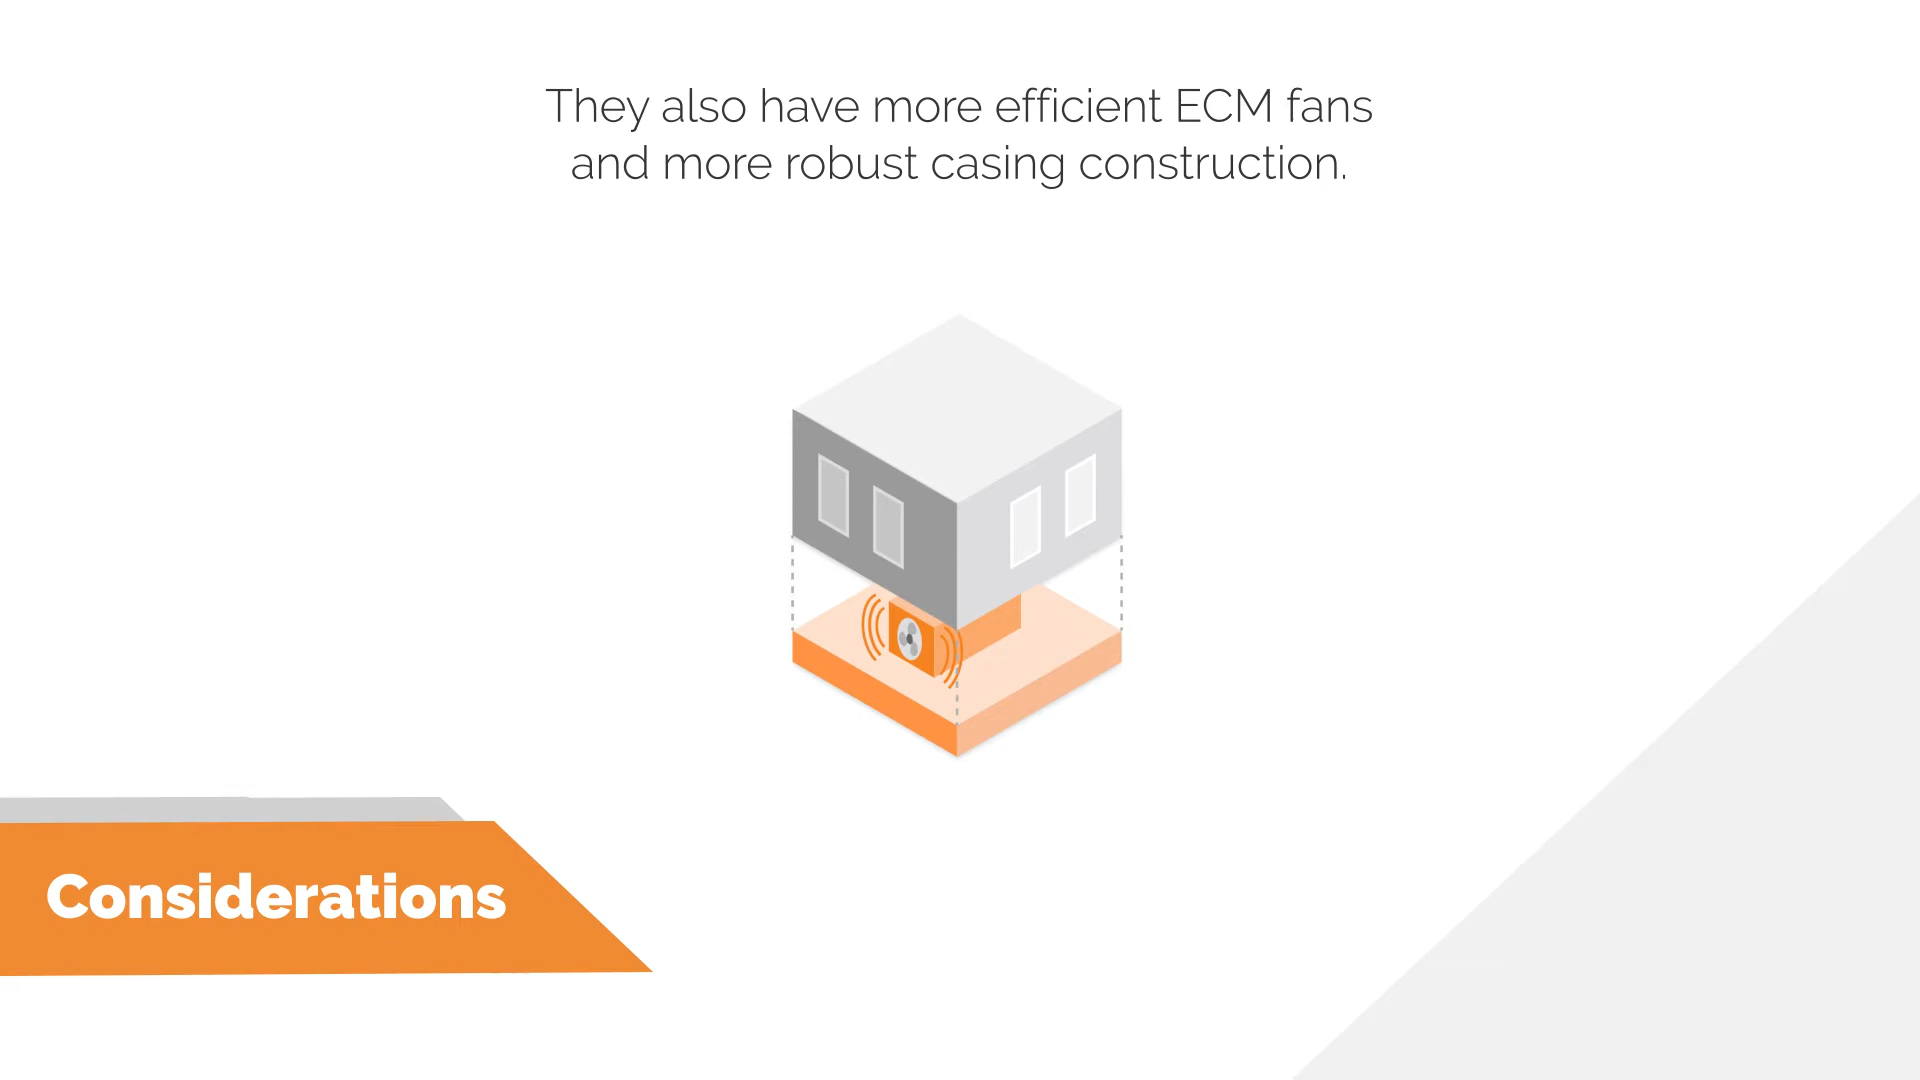 They also have more efficient ECM fans
and more robust casing construction.
Considerations